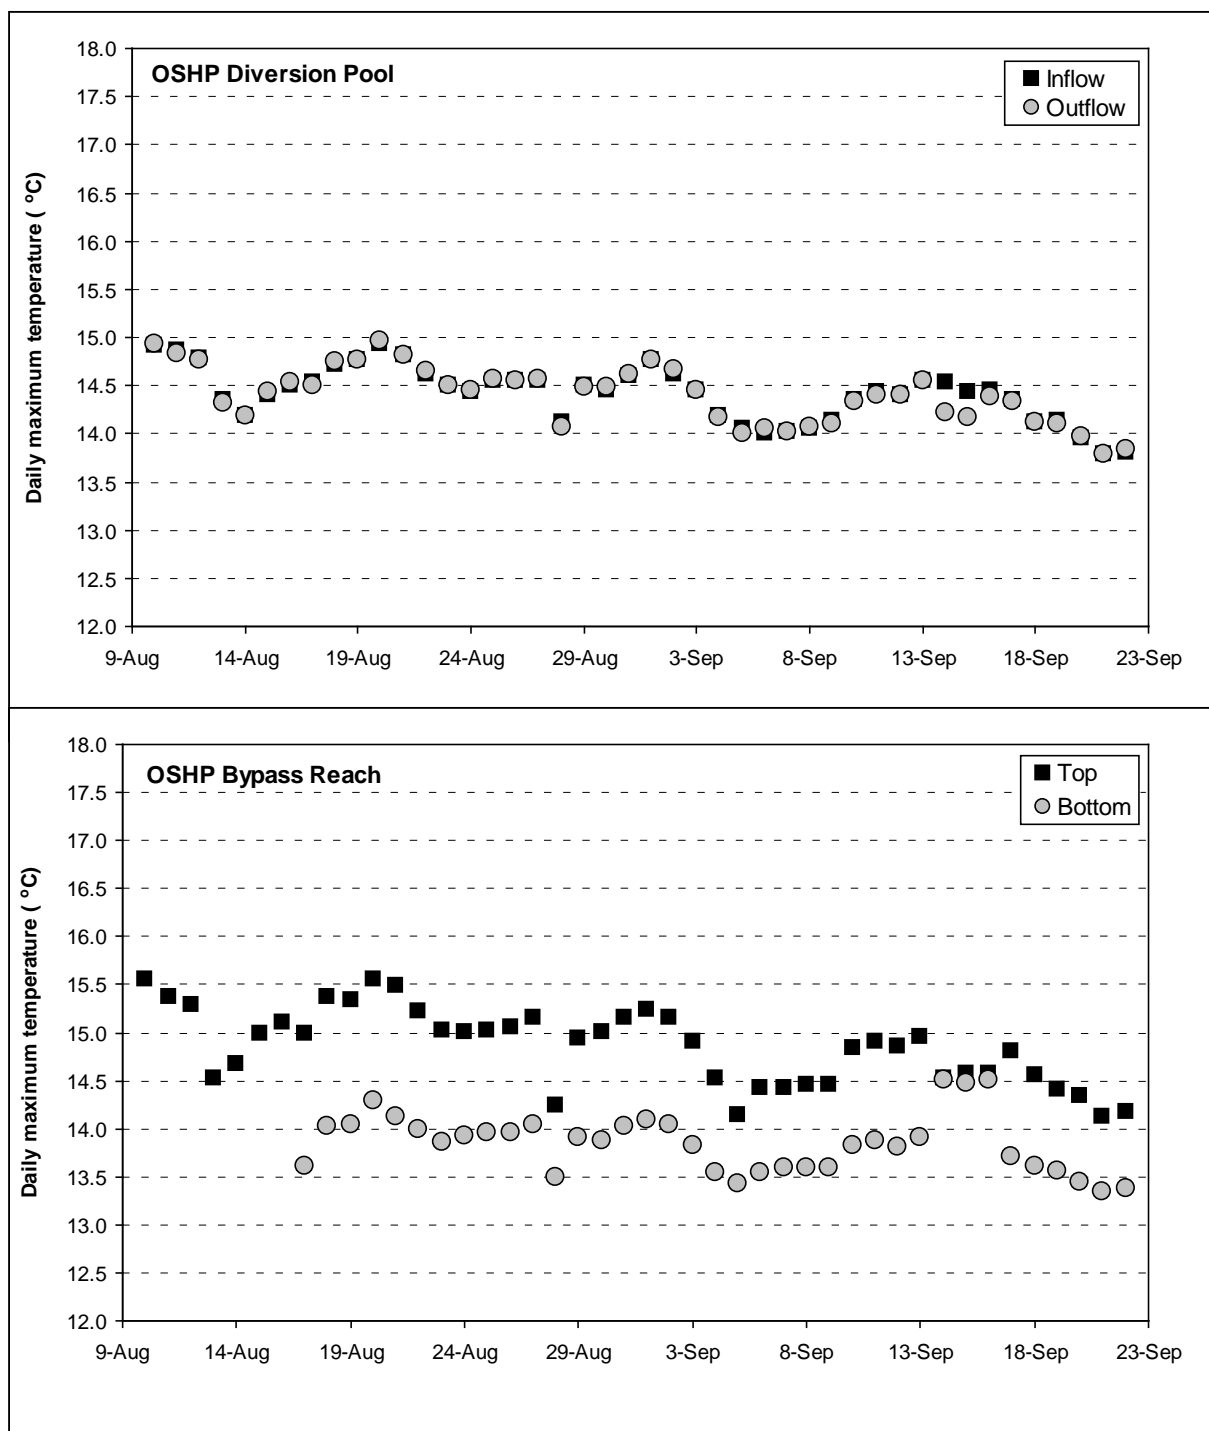 OSHP Diversion Pool
Inflow
Outflow
Daily maximum temperature ( °C)
18.0
17.5
17.0
16.5
16.0
15.5
15.0
14.5
14.0
13.5
13.0
12.5
12.0
9-Aug 14-Aug 19-Aug 24-Aug 29-Aug 3-Sep 8-Sep 13-Sep 18-Sep 23-Sep
OSHP Bypass Reach
Top
Bottom
Daily maximum temperature ( °C)
18.0
17.5
17.0
16.5
16.0
15.5
15.0
14.5
14.0
13.5
13.0
12.5
12.0
9-Aug 14-Aug 19-Aug 24-Aug 29-Aug 3-Sep 8-Sep 13-Sep 18-Sep 23-Sep